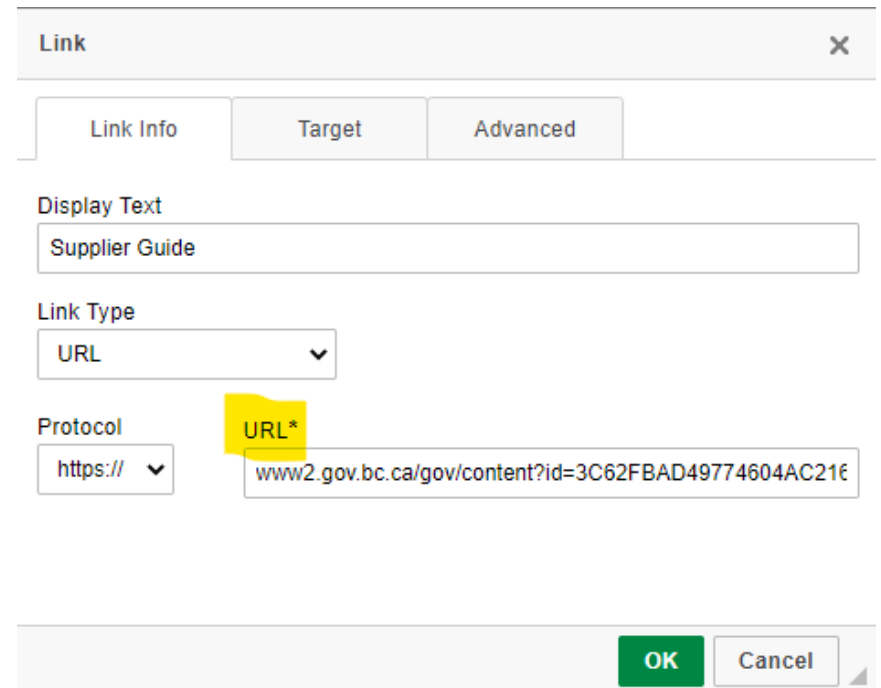 Link
Link Info Target Advanced
Display Text
Supplier Guide
Link Type
URL
Protocol URL*
https:// www2.gov.bc.ca/gov/content?id=3C62FBAD49774604AC216
OK Cancel